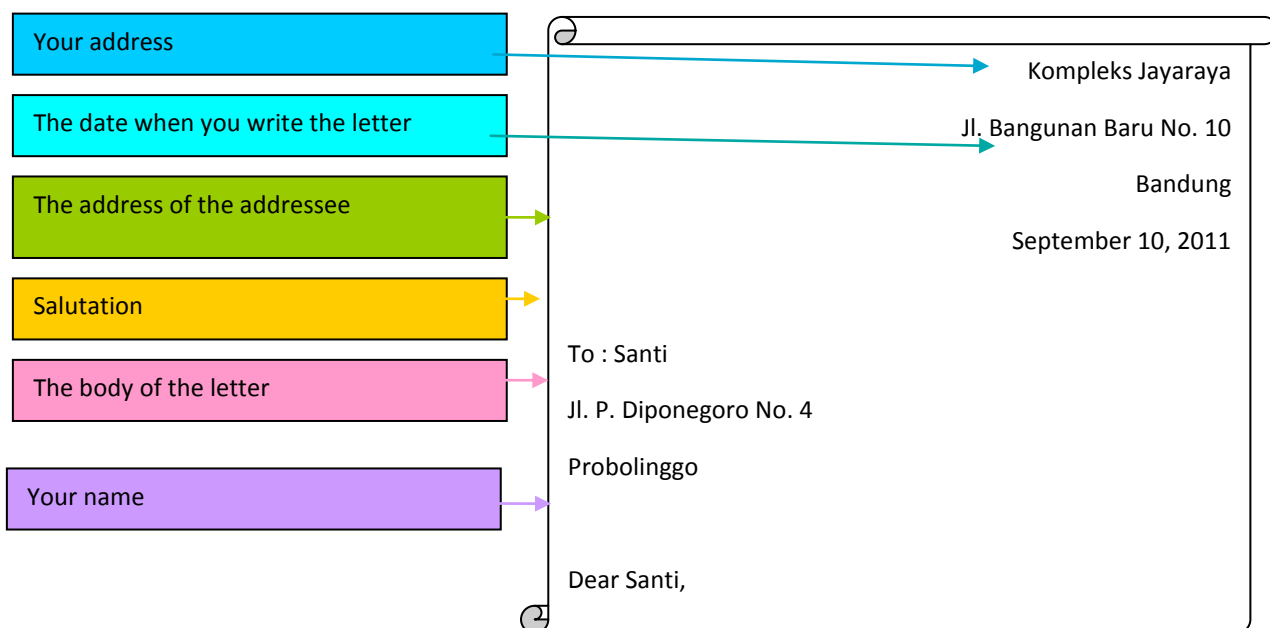 Your address
The date when you write the letter
The address of the addressee
Salutation
The body of the letter
Your name
Kompleks Jayaraya
Jl. Bangunan Baru No. 10
Bandung
September 10, 2011
To : Santi
Jl. P. Diponegoro No. 4
Probolinggo
Dear Santi,